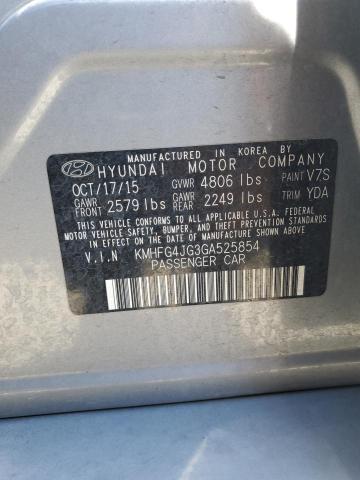 MANUFACTURED IN KOREA BY
HYUNDAI MOTOR COMPANY
OCT/17/15 GVWR 4806 lbs PAINT V7S
GAWR FRONT 2579 lbs GAWR REAR 2249 lbs TRIM YDA
THIS VEHICLE CONFORMS TO ALL APPLICABLE U.S.A. FEDERAL
MOTOR VEHICLE SAFETY, BUMPER, AND THEFT PREVENTION STANDARDS
IN EFFECT ON THE DATE OF MANUFACTURE SHOWN ABOVE.
V.I.N KMHFG4JG3GA525854
PASSENGER CAR